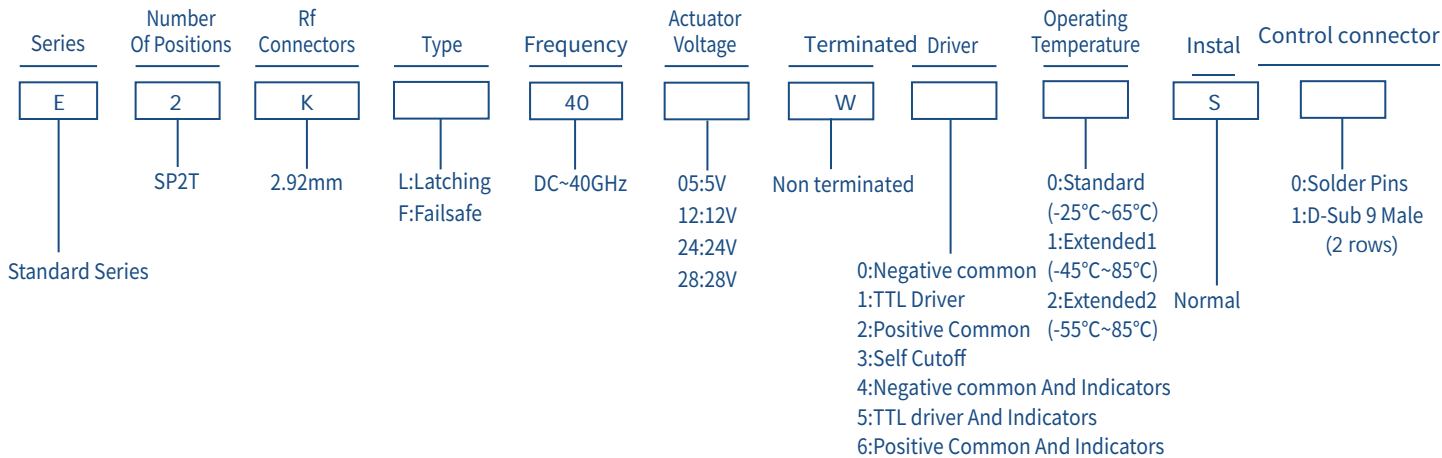 Series
Number
Of Positions
Rf
Connectors
Type
Frequency
Actuator
Voltage
Terminated
Driver
Operating
Temperature
Instal
Control connector
E
2
K
40
W
S
Standard Series
SP2T
2.92mm
L:Latching
F:Failsafe
DC~40GHz
05:5V
12:12V
24:24V
28:28V
Non terminated
0:Negative common
1:TTL Driver
2:Positive Common
3:Self Cutoff
4:Negative common And Indicators
5:TTL driver And Indicators
6:Positive Common And Indicators
0:Standard
(-25°C~65°C)
1:Extended1
(-45°C~85°C)
2:Extended2
(-55°C~85°C)
Normal
0:Solder Pins
1:D-Sub 9 Male
(2 rows)